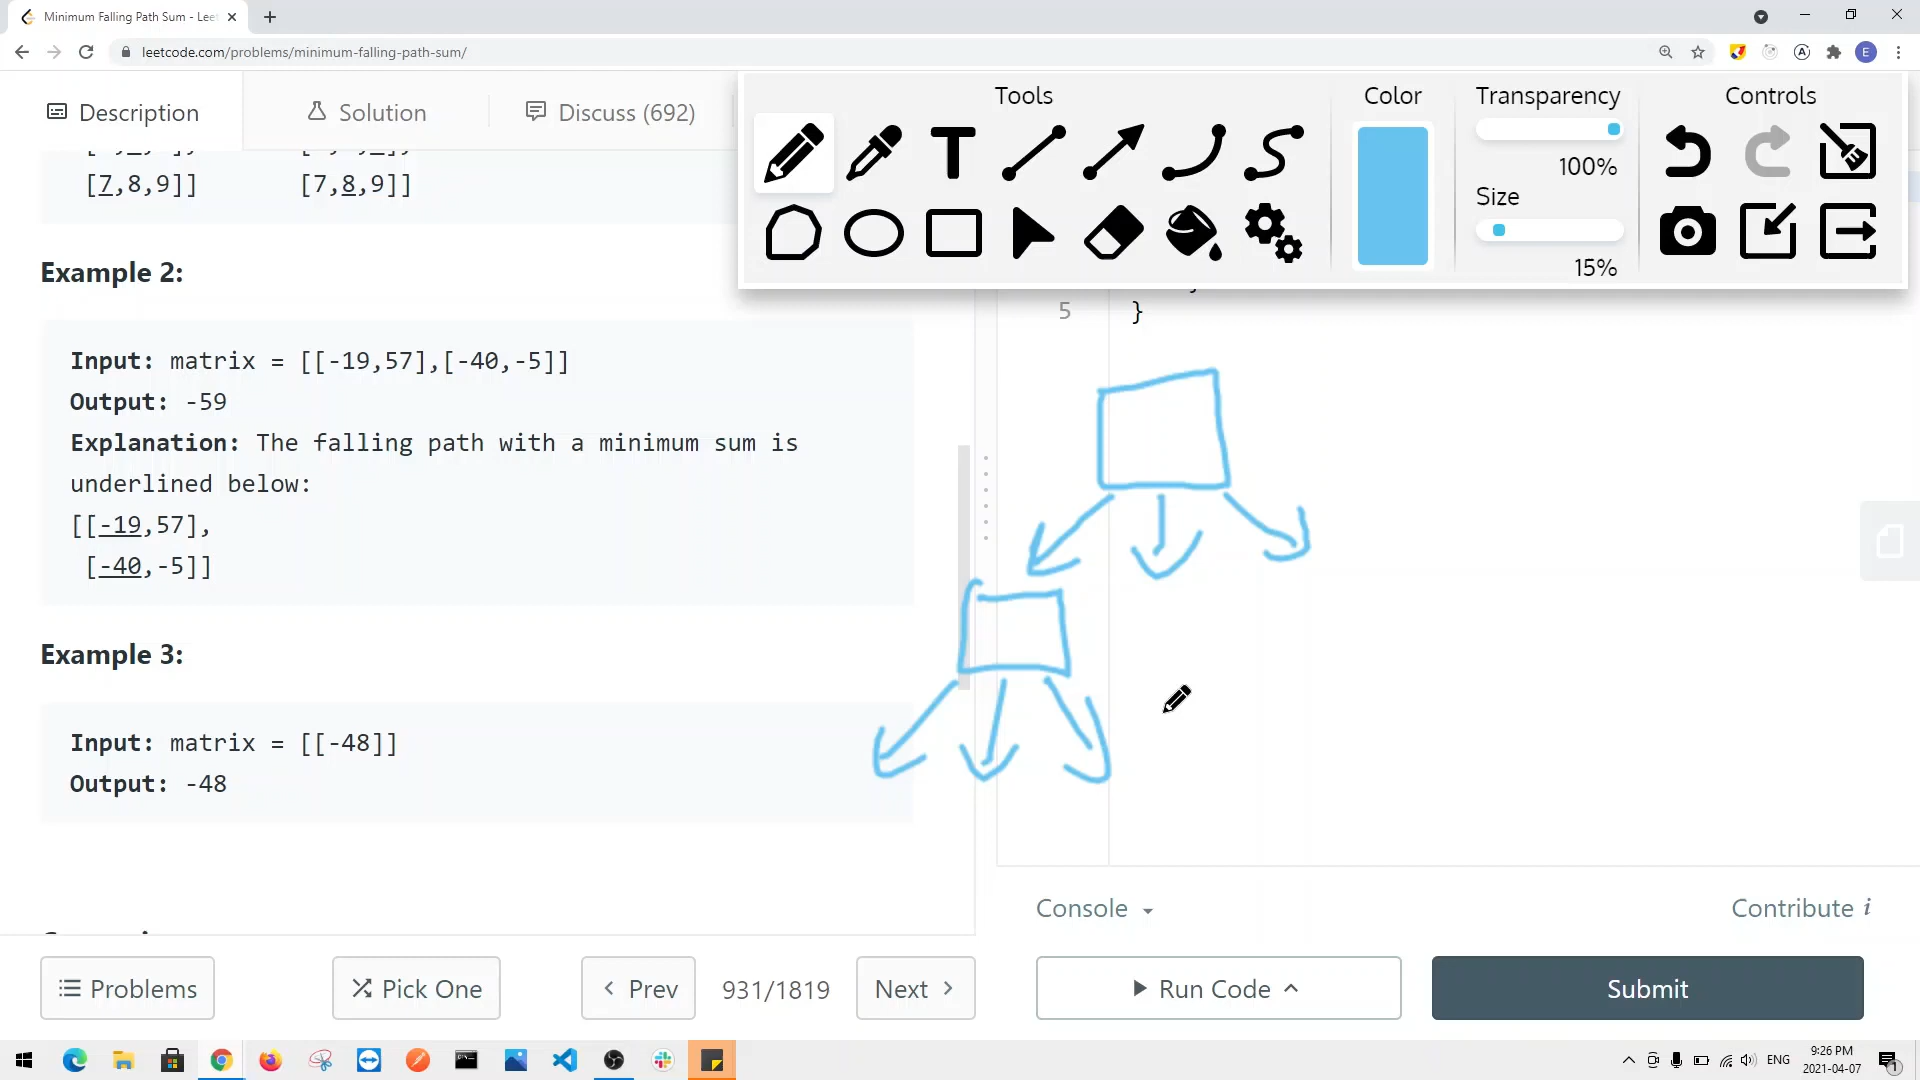 Minimum Falling Path Sum - Leet
leetcode.com/problems/minimum-falling-path-sum/
E
Description
Solution
Discuss (692)
Tools
Color
Transparency
100%
Size
15%
Controls
[7,8,9]]
[7,8,9]]
Example 2:
Input: matrix = [[-19,57],[-40,-5]]
Output: -59
Explanation: The falling path with a minimum sum is
underlined below:
[[-19,57],
[-40,-5]]
Example 3:
Input: matrix = [[-48]]
Output: -48
5
}
Console
Contribute i
Problems
Pick One
Prev
931/1819
Next
Run Code
Submit
ENG
9:26 PM
2021-04-07
1